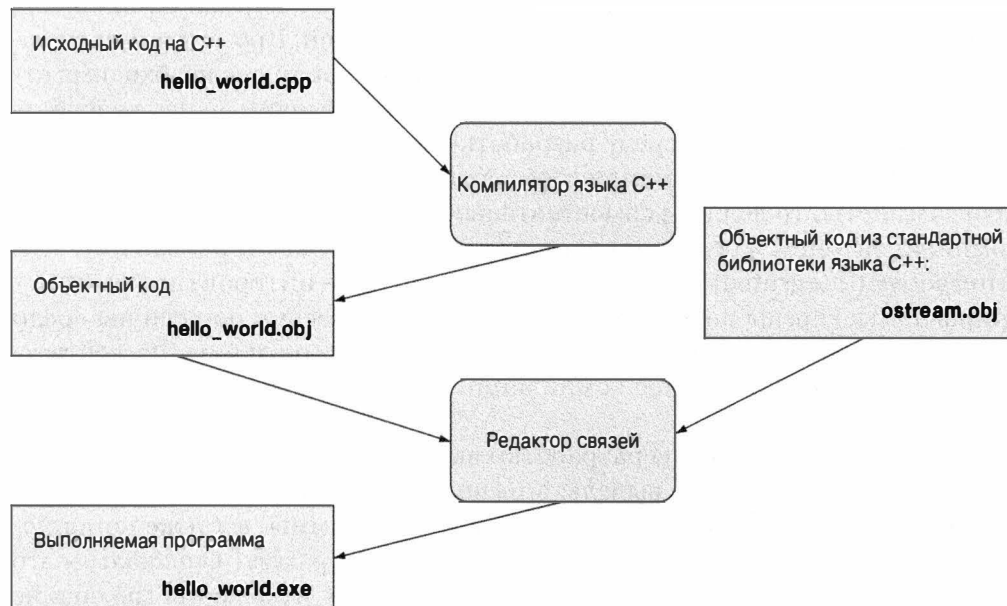 Исходный код на C++
hello_world.cpp
Компилятор языка C++
Объектный код из стандартной
библиотеки языка C++:
ostream.obj
Объектный код
hello_world.obj
Редактор связей
Выполняемая программа
hello_world.exe